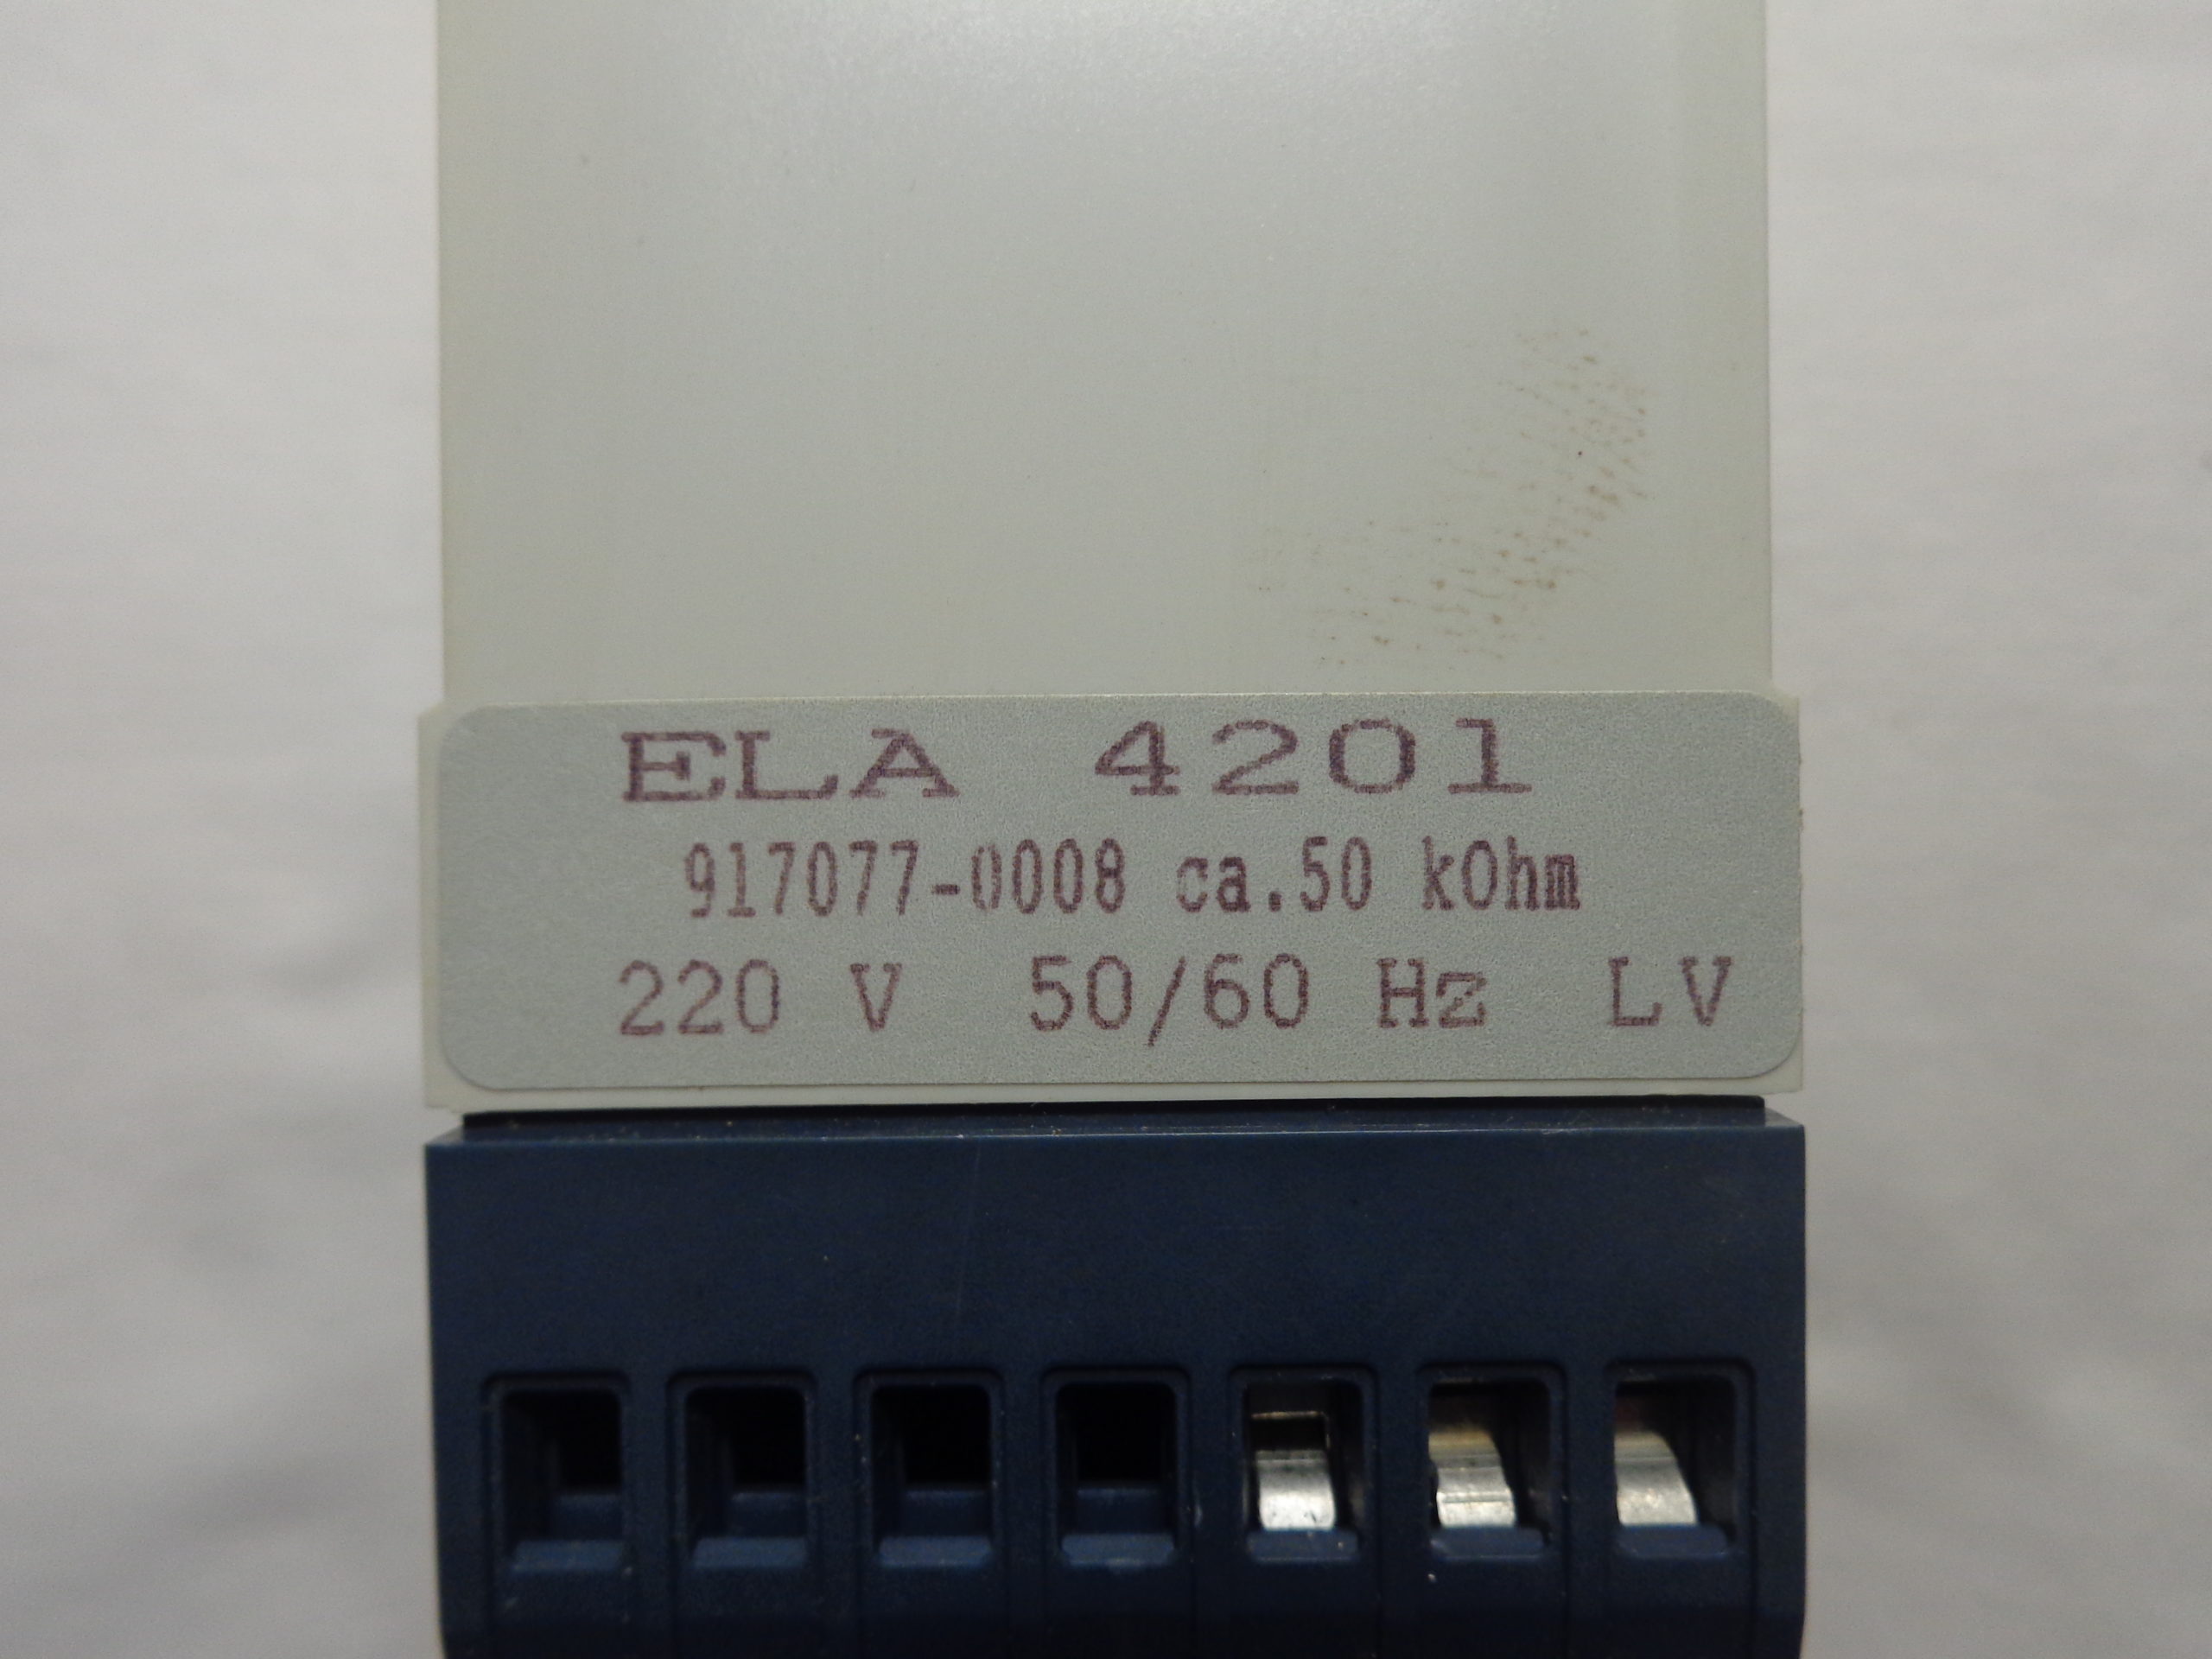 ELA 4201
917077-0008 ca.50 kOhm
220 V 50/60 Hz LV